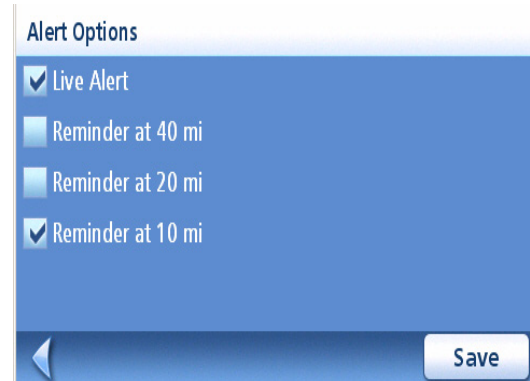 Alert Options
Live Alert
Reminder at 40 mi
Reminder at 20 mi
Reminder at 10 mi
Save